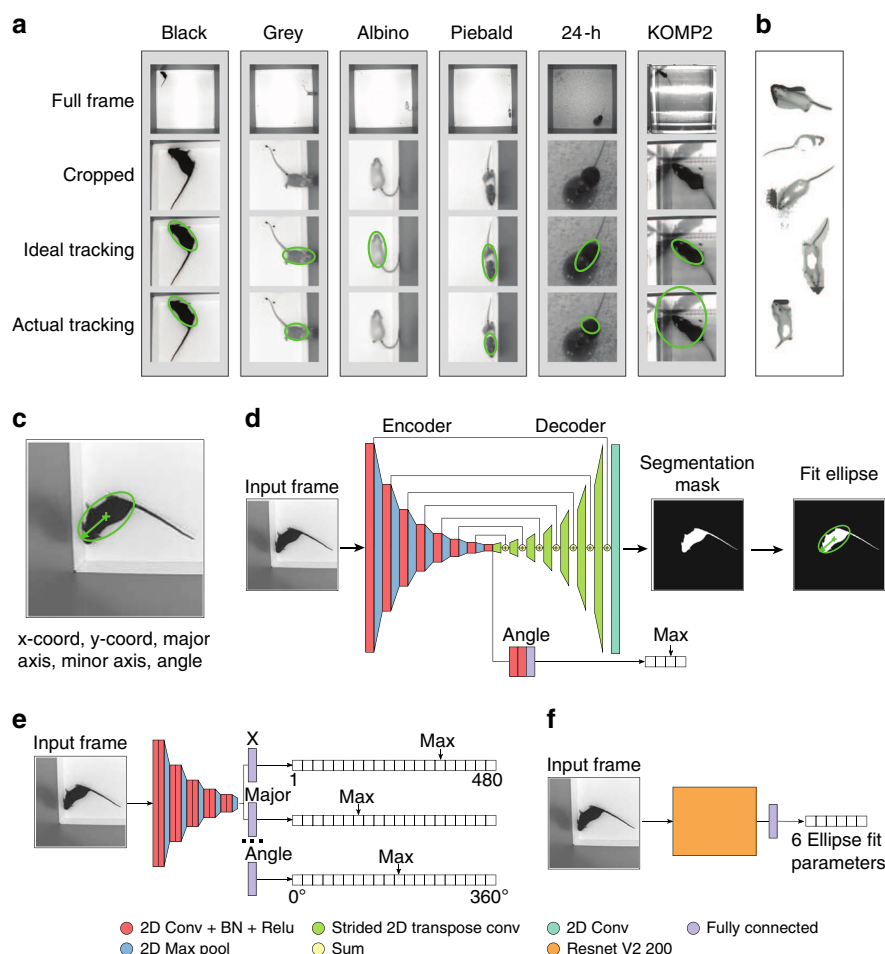 a
b
Black Grey Albino Piebald 24-h KOMP2
Full frame
Cropped
Ideal tracking
Actual tracking
c
d
x-coord, y-coord, major
axis, minor axis, angle
Encoder Decoder
Input frame
Segmentation
mask
Fit ellipse
Angle
Max
e
f
Input frame
X
Max
1 480
Major
Max
Angle
Max
0° 360°
Input frame
6 Ellipse fit
parameters
2D Conv + BN + Relu
Strided 2D transpose conv
2D Conv
Fully connected
2D Max pool
Sum
Resnet V2 200